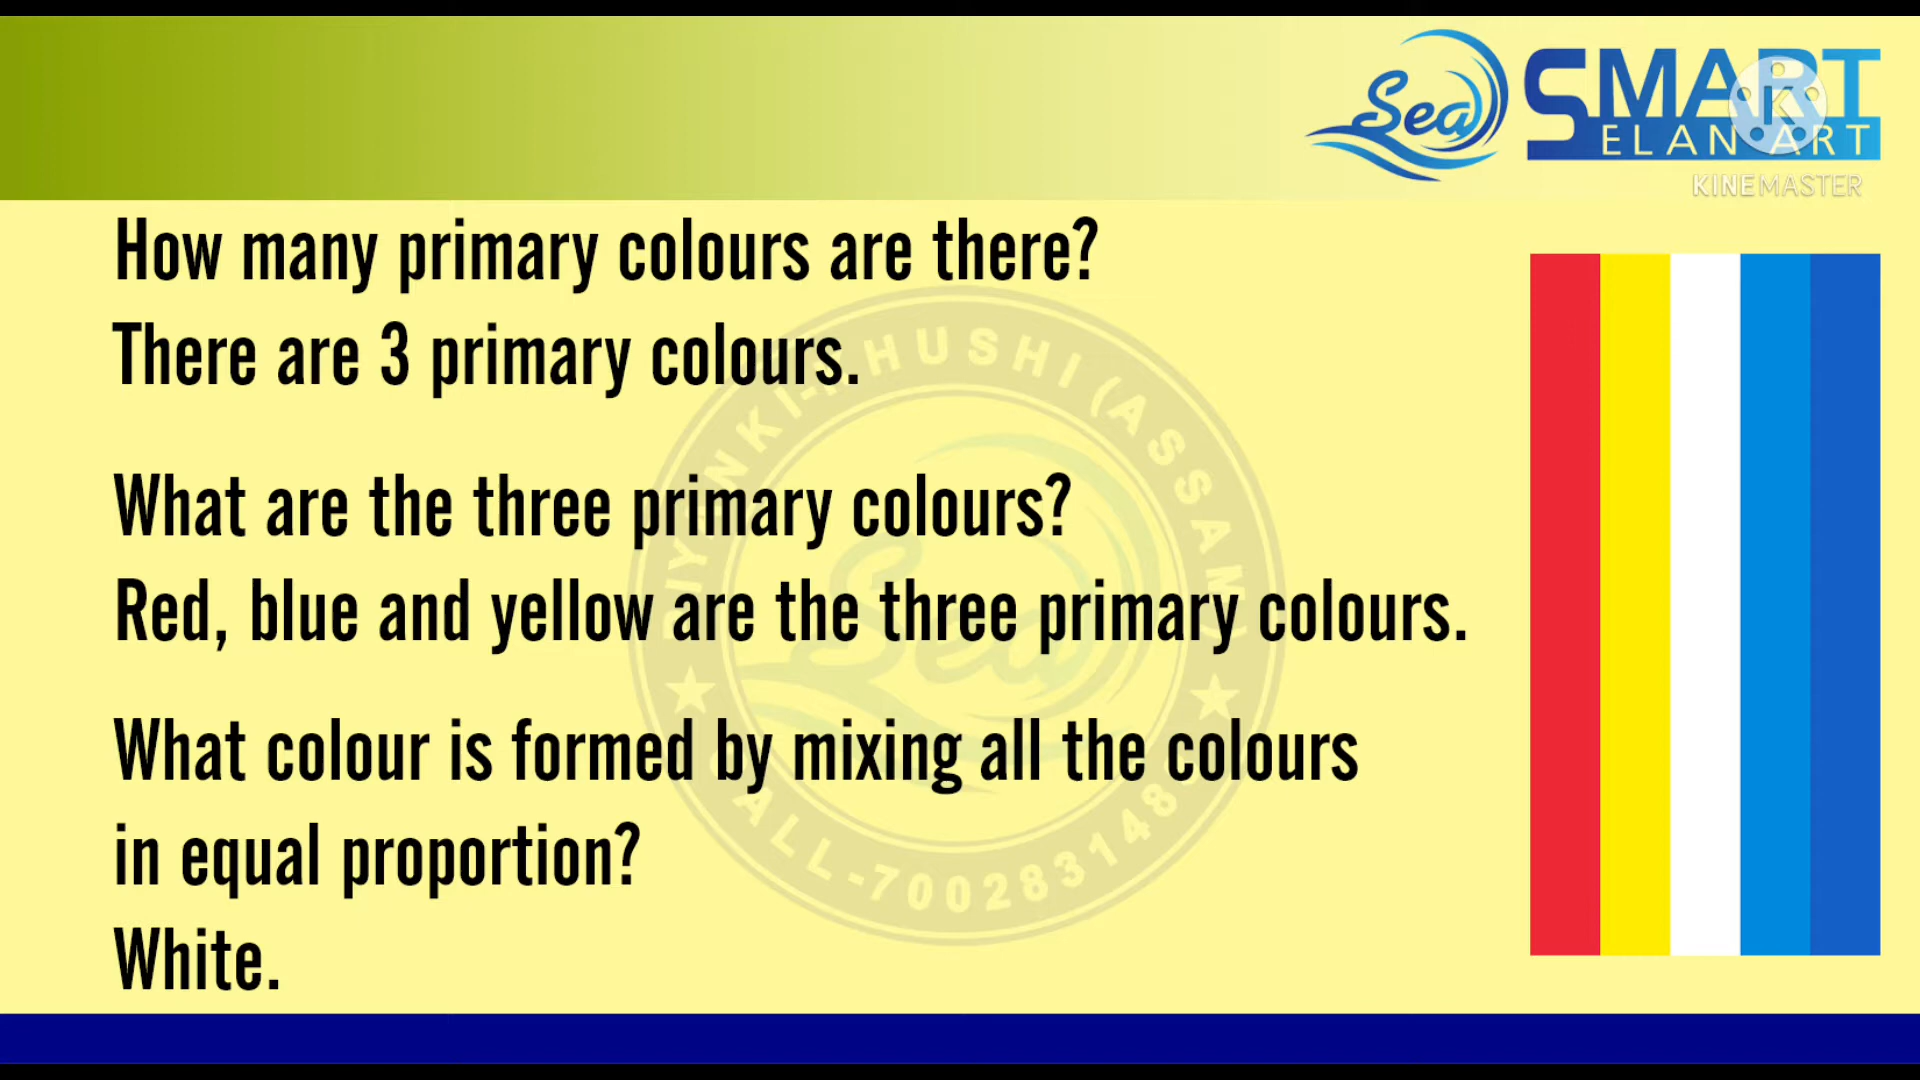 Sea
SMART
ELAN ART
KINEMASTER
How many primary colours are there?
There are 3 primary colours.
What are the three primary colours?
Red, blue and yellow are the three primary colours.
What colour is formed by mixing all the colours
in equal proportion?
White.
(ASSAM)
Sea